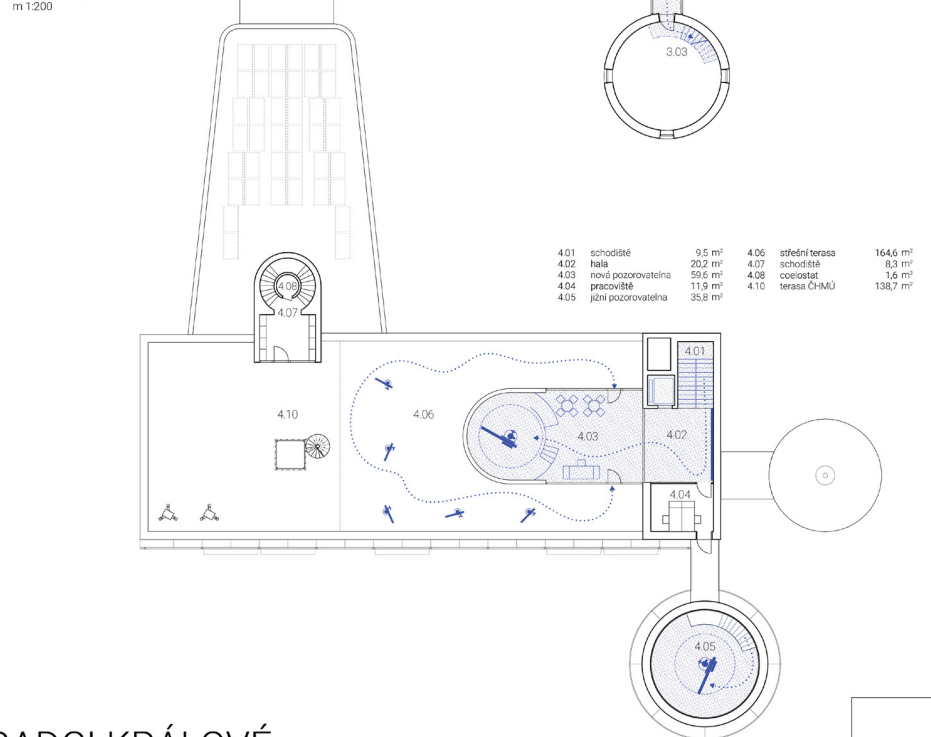 m 1:200
3.03
4.01 schodiště 9,5 m² 4.06 střešní terasa 164,6 m²
4.02 hala 20,2 m² 4.07 schodiště 8,3 m²
4.03 nová pozorovatelna 59,6 m² 4.08 coelostat 1,6 m²
4.04 pracoviště 11,9 m² 4.10 terasa ČHMÚ 138,7 m²
4.05 jižní pozorovatelna 35,8 m²
4.08
4.07
4.01
4.10
4.06
4.03
4.02
4.04
4.05
KRÁLOVÉ